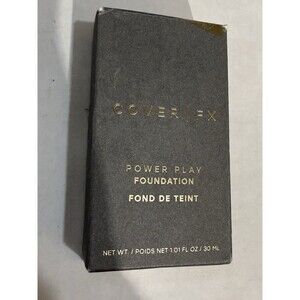 COVER | FX
POWER PLAY
FOUNDATION
FOND DE TEINT
NET WT. / POIDS NET 1.01 FL OZ / 30 ML